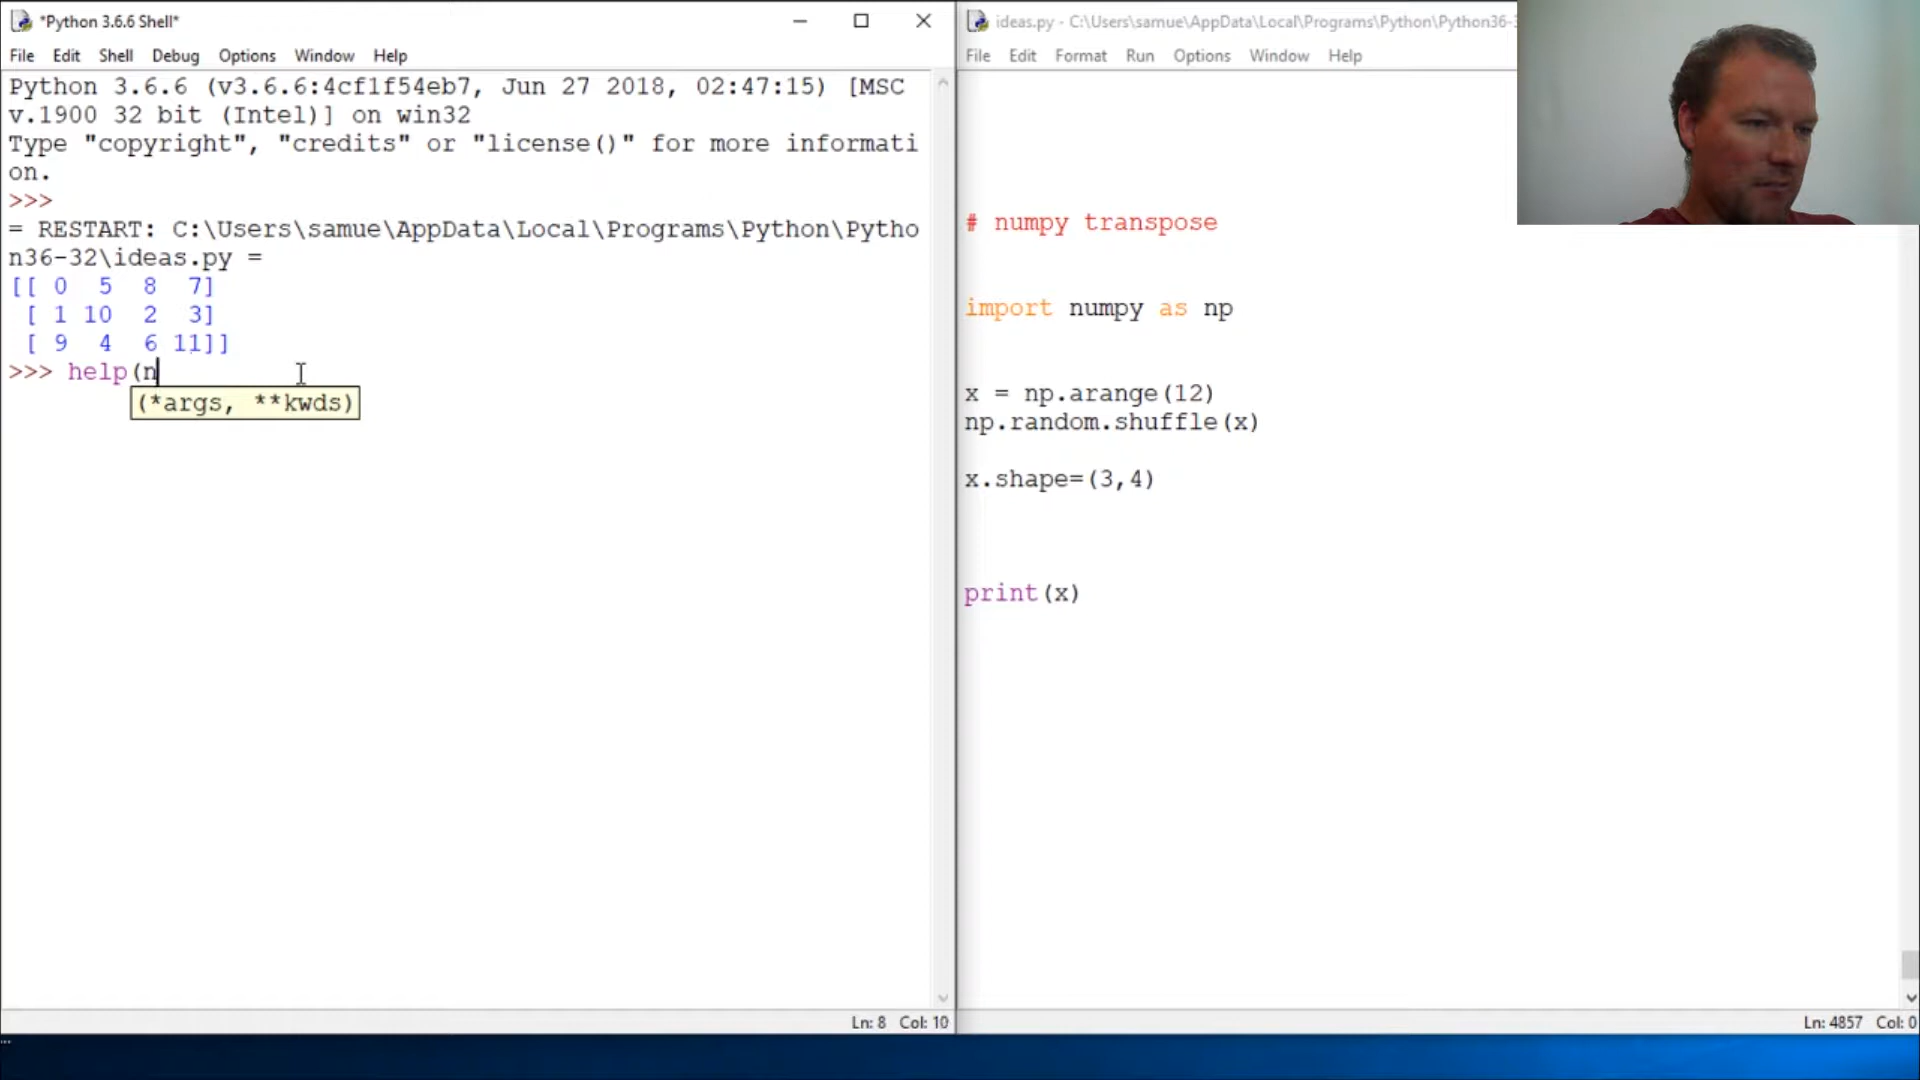 *Python 3.6.6 Shell*
File Edit Shell Debug Options Window Help
Python 3.6.6 (v3.6.6:4cf1f54eb7, Jun 27 2018, 02:47:15) [MSC
v.1900 32 bit (Intel)] on win32
Type "copyright", "credits" or "license()" for more informati
on.
>>>
= RESTART: C:\Users\samue\AppData\Local\Programs\Python\Pytho
n36-32\ideas.py =
[[ 0  5  8  7]
 [ 1 10  2  3]
 [ 9  4  6 11]]
>>> help(n
(*args, **kwds)
Ln: 8 Col: 10
ideas.py - C:\Users\samue\AppData\Local\Programs\Python\Python36-3
File Edit Format Run Options Window Help
# numpy transpose
import numpy as np
x = np.arange(12)
np.random.shuffle(x)
x.shape=(3,4)
print(x)
Ln: 4857 Col: 0